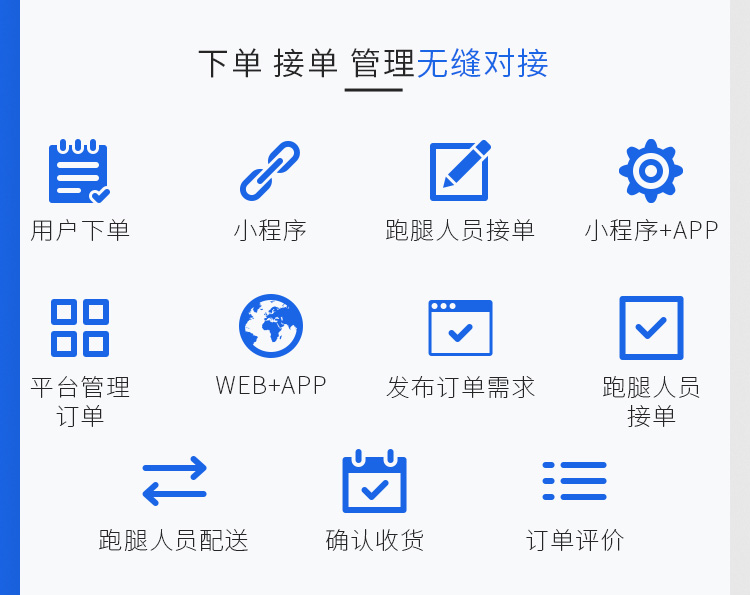 下单 接单 管理无缝对接
用户下单
小程序
跑腿人员接单
小程序+APP
平台管理
订单
WEB+APP
发布订单需求
跑腿人员
接单
跑腿人员配送
确认收货
订单评价